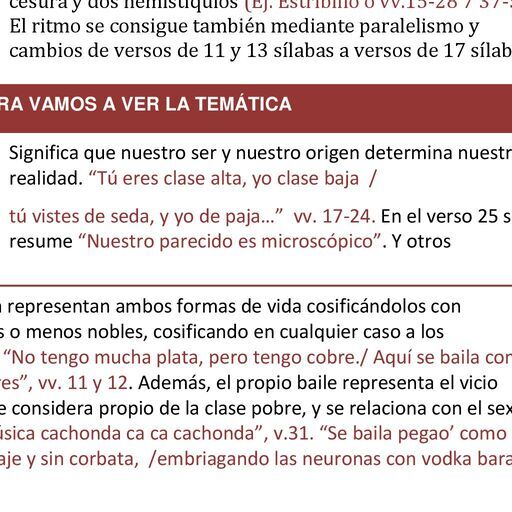 cesura y dos hemistiquios (Ej. Estribillo o vv.15-28 / 37-
El ritmo se consigue también mediante paralelismo y
cambios de versos de 11 y 13 sílabas a versos de 17 sílab
RA VAMOS A VER LA TEMÁTICA
Significa que nuestro ser y nuestro origen determina nuestr
realidad. “Tú eres clase alta, yo clase baja /
tú vistes de seda, y yo de paja…” vv. 17-24. En el verso 25 s
resume “Nuestro parecido es microscópico”. Y otros
representan ambos formas de vida cosificándolos con
s o menos nobles, cosificando en cualquier caso a los
“No tengo mucha plata, pero tengo cobre./ Aquí se baila con
res”, vv. 11 y 12. Además, el propio baile representa el vicio
e considera propio de la clase pobre, y se relaciona con el sex
úsica cachonda ca ca cachonda”, v.31. “Se baila pegao’ como
aje y sin corbata, /embriagando las neuronas con vodka bara